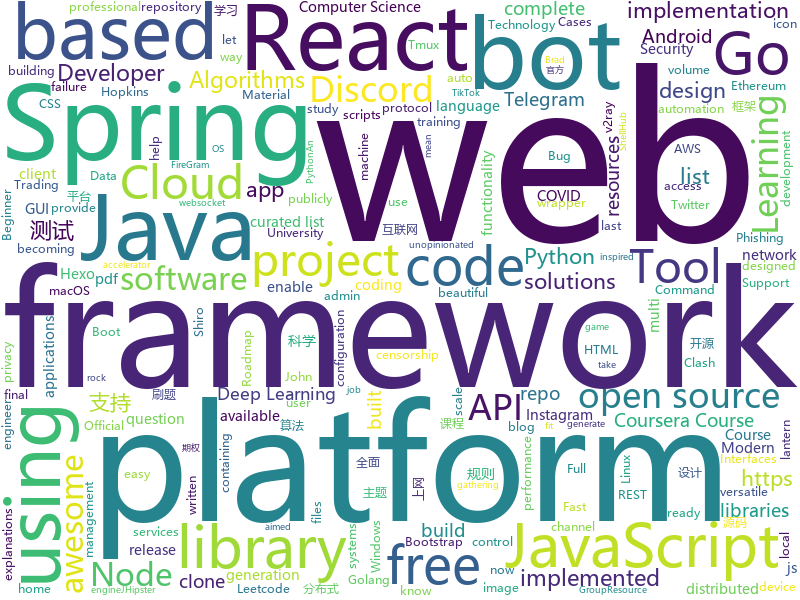 professional repository 学习
Computer Science
complete
implementation
Technology Cases
icon
based
React
bot
Go
building let
way
Tmux
Android
Security
volume Ethereum
Developer
Algorithms
Discord
design
CSS Hopkins Material
auto
TikTok
Brad
官方
failure
Spring
web
Telegram
protocol
language
automation 框架
study scripts
training
v2ray
ShellHub
Learning
development
OS
FireGram
PythonAn
help
machine
mean
client
Data
Trading
平台
Cloud
app
functionality
Bug
AWS
resources
list
access
Twitter
GUI provide
websocket
publicly
use
COVID
wrapper
last
测试
curated list
互联网
Phishing
Beginner
becoming
University
unopinionated
Python
network
designed
Java
project
code
Tool
Hexo pdf
software
enable
coding
solutions
Command Support
macOS
accelerator
admin
beautiful
inspired
multi
framework
privacy
rock
applications
Boot
Shiro
Roadmap
John
科学
configuration
censorship
game
take
HTML
开源
Clash
scale
engineer
final
支持
刷题
Deep Learning
repo
open source
Official
question
available
user
built
Instagram
Coursera Course
课程
blog
fit
generate
job
using
platform
API
Modern
Course
Interfaces
versatile
lantern
算法
全面
主题
期权
上网
规则
performance
Full
REST
Linux
设计
https
ready
libraries
源码
awesome
management
explanations
easy
written
containing
services
release
files
Windows
systems
Bootstrap control
Fast
gathering
library
free
JavaScript
build
channel
home
Node
clone
aimed
generation
Leetcode
分布式
Golang
know
image
implemented
now
distributed
local
device
js
engineJHipster
GroupResource